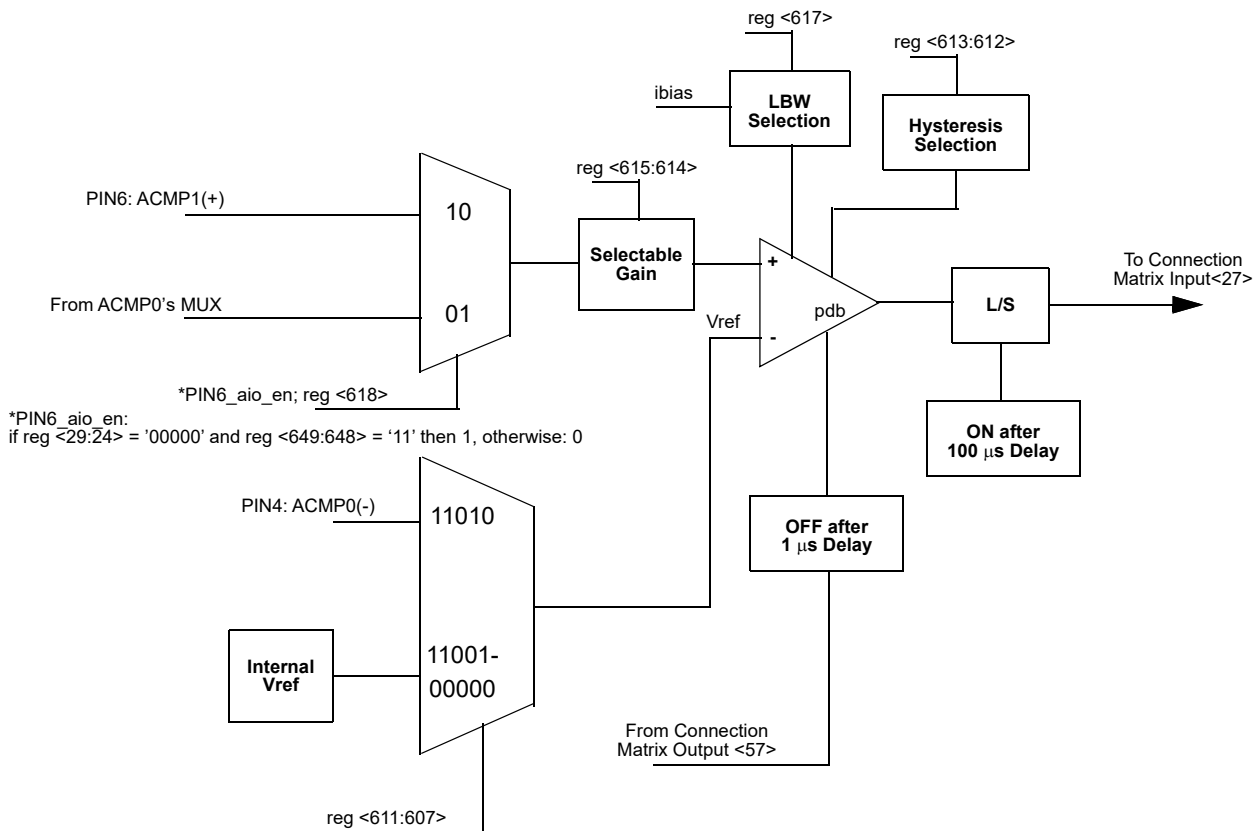 reg <617>
reg <613:612>
ibias
LBW
Selection
Hysteresis
Selection
reg <615:614>
PIN6: ACMP1(+)
10
Selectable
Gain
+
To Connection
Matrix Input<27>
From ACMP0's MUX
01
Vref
pdb
-
L/S
*PIN6_aio_en; reg <618>
*PIN6_aio_en:
if reg <29:24> = '00000' and reg <649:648> = '11' then 1, otherwise: 0
ON after
100 μs Delay
PIN4: ACMP0(-)
11010
OFF after
1 μs Delay
Internal
Vref
11001-
00000
From Connection
Matrix Output <57>
reg <611:607>